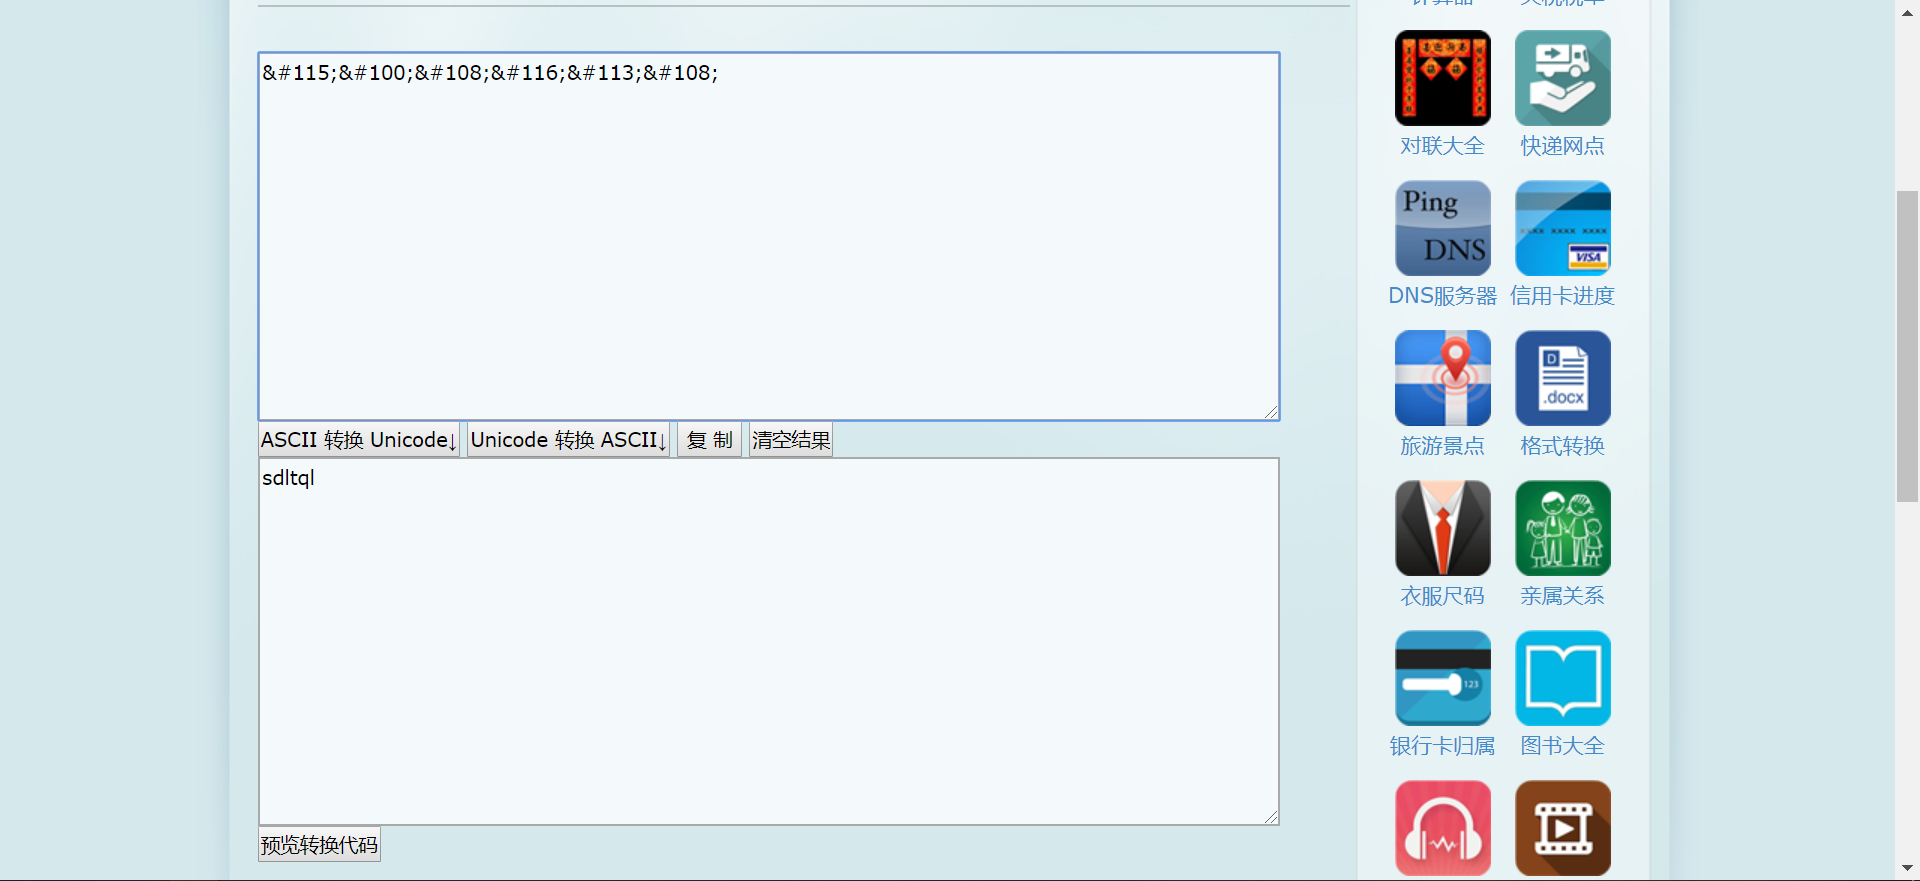 &#115;&#100;&#108;&#116;&#113;&#108;
ASCII 转换 Unicode↓ Unicode 转换 ASCII↓ 复 制 清空结果
sdltql
预览转换代码
对联大全 快递网点
Ping
DNS
VISA
DNS服务器 信用卡进度
D
.docx
旅游景点 格式转换
衣服尺码 亲属关系
123
银行卡归属 图书大全